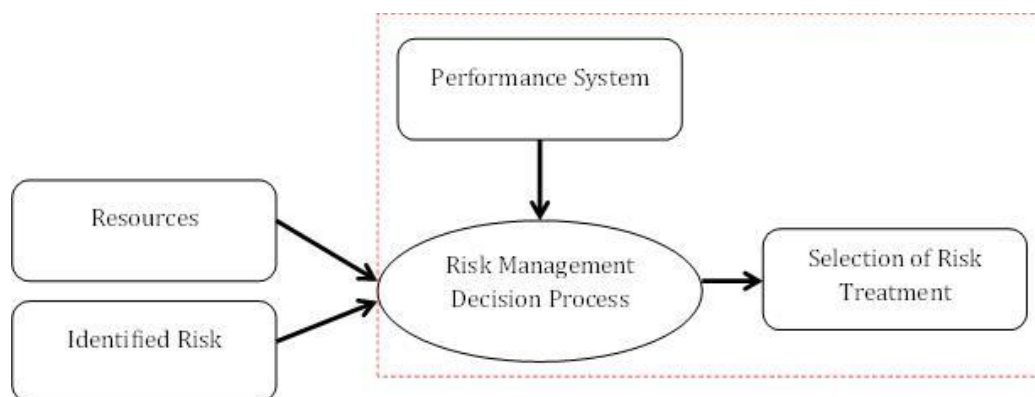 Performance System
Resources
Identified Risk
Risk Management
Decision Process
Selection of Risk
Treatment